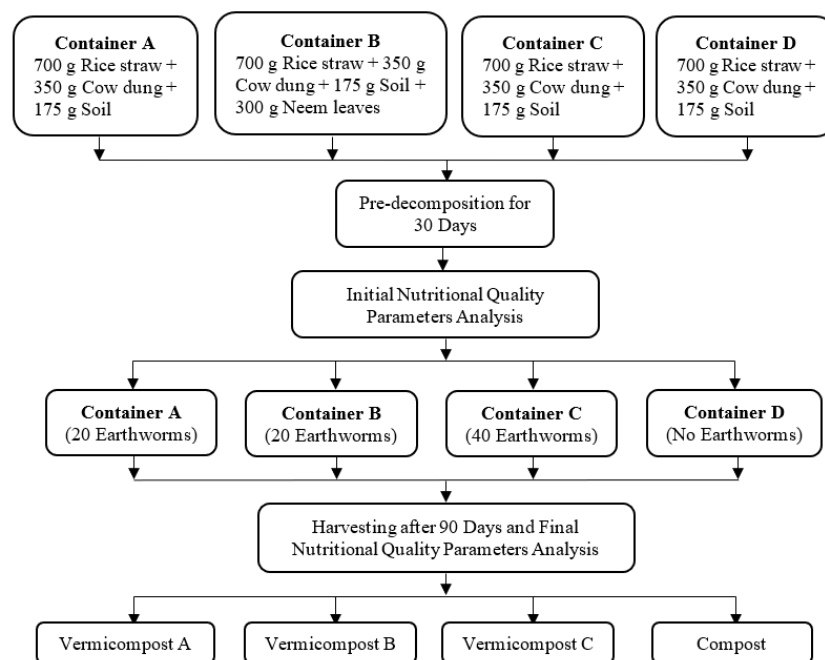 Container A
700 g Rice straw +
350 g Cow dung +
175 g Soil
Container B
700 g Rice straw + 350 g
Cow dung + 175 g Soil +
300 g Neem leaves
Container C
700 g Rice straw +
350 g Cow dung +
175 g Soil
Container D
700 g Rice straw +
350 g Cow dung +
175 g Soil
Pre-decomposition for
30 Days
Initial Nutritional Quality
Parameters Analysis
Container A
(20 Earthworms)
Container B
(20 Earthworms)
Container C
(40 Earthworms)
Container D
(No Earthworms)
Harvesting after 90 Days and Final
Nutritional Quality Parameters Analysis
Vermicompost A
Vermicompost B
Vermicompost C
Compost